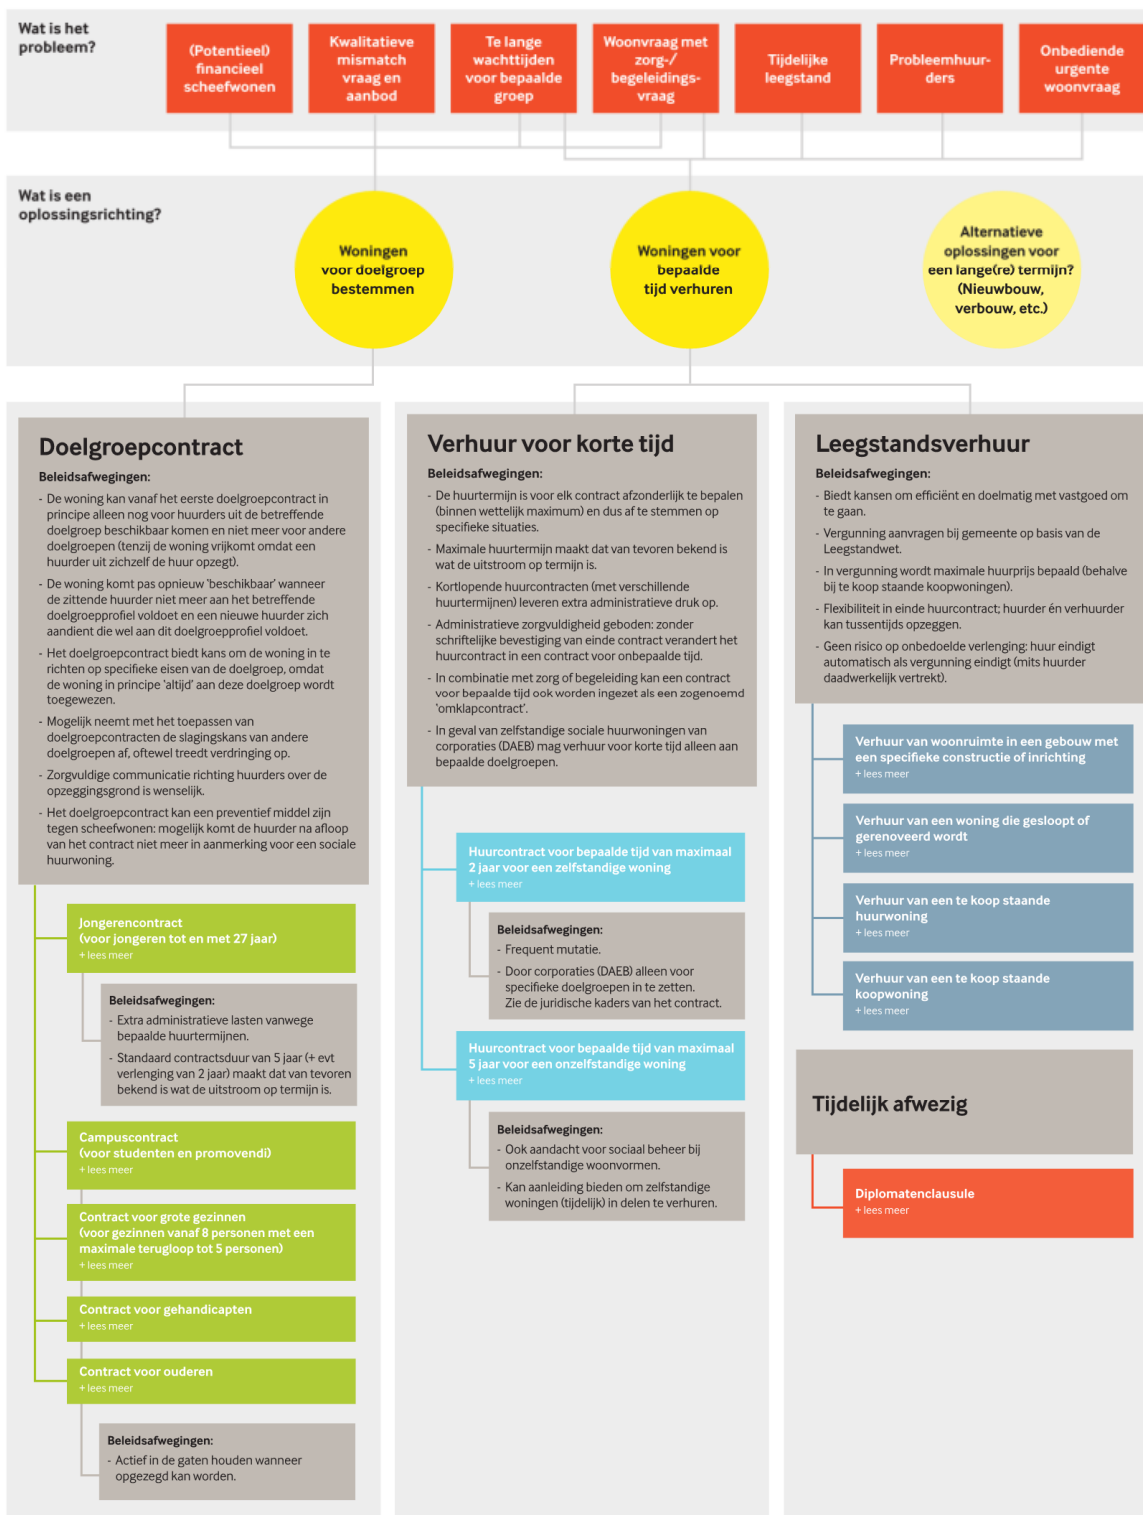 Wat is het
probleem?
(Potentieel)
financieel
scheefwonen
Kwalitatieve
mismatch
vraag en
aanbod
Te lange
wachttijden
voor bepaalde
groep
Woonvraag met
zorg-/
begeleidings-
vraag
Tijdelijke
leegstand
Probleemhuur-
ders
Onbediende
urgente
woonvraag
Wat is een
oplossingsrichting?
Woningen
voor doelgroep
bestemmen
Woningen voor
bepaalde
tijd verhuren
Alternatieve
oplossingen voor
een lange(re) termijn?
(Nieuwbouw,
verbouw, etc.)
Doelgroepcontract
Beleidsafwegingen:
- De woning kan vanaf het eerste doelgroepcontract in
principe alleen nog voor huurders uit de betreffende
doelgroep beschikbaar komen en niet meer voor andere
doelgroepen (tenzij de woning vrijkomt omdat een
huurder uit zichzelf de huur opzegt).
- De woning komt pas opnieuw 'beschikbaar' wanneer
de zittende huurder niet meer aan het betreffende
doelgroepprofiel voldoet en een nieuwe huurder zich
aandient die wel aan dit doelgroepprofiel voldoet.
- Het doelgroepcontract biedt kans om de woning in te
richten op specifieke eisen van de doelgroep, omdat
de woning in principe 'altijd' aan deze doelgroep wordt
toegewezen.
- Mogelijk neemt met het toepassen van
doelgroepcontracten de slagingskans van andere
doelgroepen af, oftewel treedt verdringing op.
- Zorgvuldige communicatie richting huurders over de
opzeggingsgrond is wenselijk.
- Het doelgroepcontract kan een preventief middel zijn
tegen scheefwonen: mogelijk komt de huurder na afloop
van het contract niet meer in aanmerking voor een sociale
huurwoning.
Jongerencontract
(voor jongeren tot en met 27 jaar)
+ lees meer
Beleidsafwegingen:
- Extra administratieve lasten vanwege
bepaalde huurtermijnen.
- Standaard contractsduur van 5 jaar (+ evt
verlenging van 2 jaar) maakt dat van tevoren
bekend is wat de uitstroom op termijn is.
Campuscontract
(voor studenten en promovendi)
+ lees meer
Contract voor grote gezinnen
(voor gezinnen vanaf 8 personen met een
maximale terugloop tot 5 personen)
+ lees meer
Contract voor gehandicapten
+ lees meer
Contract voor ouderen
+ lees meer
Beleidsafwegingen:
- Actief in de gaten houden wanneer
opgezegd kan worden.
Verhuur voor korte tijd
Beleidsafwegingen:
- De huurtermijn is voor elk contract afzonderlijk te bepalen
(binnen wettelijk maximum) en dus af te stemmen op
specifieke situaties.
- Maximale huurtermijn maakt dat van tevoren bekend is
wat de uitstroom op termijn is.
- Kortlopende huurcontracten (met verschillende
huurtermijnen) leveren extra administratieve druk op.
- Administratieve zorgvuldigheid geboden: zonder
schriftelijke bevestiging van einde contract verandert het
huurcontract in een contract voor onbepaalde tijd.
- In combinatie met zorg of begeleiding kan een contract
voor bepaalde tijd ook worden ingezet als een zogenoemd
'omklapcontract'.
- In geval van zelfstandige sociale huurwoningen van
corporaties (DAEB) mag verhuur voor korte tijd alleen aan
bepaalde doelgroepen.
Huurcontract voor bepaalde tijd van maximaal
2 jaar voor een zelfstandige woning
+ lees meer
Beleidsafwegingen:
- Frequent mutatie.
- Door corporaties (DAEB) alleen voor
specifieke doelgroepen in te zetten.
Zie de juridische kaders van het contract.
Huurcontract voor bepaalde tijd van maximaal
5 jaar voor een onzelfstandige woning
+ lees meer
Beleidsafwegingen:
- Ook aandacht voor sociaal beheer bij
onzelfstandige woonvormen.
- Kan aanleiding bieden om zelfstandige
woningen (tijdelijk) in delen te verhuren.
Leegstandsverhuur
Beleidsafwegingen:
- Biedt kansen om efficiënt en doelmatig met vastgoed om
te gaan.
- Vergunning aanvragen bij gemeente op basis van de
Leegstandwet.
- In vergunning wordt maximale huurprijs bepaald (behalve
bij te koop staande koopwoningen).
- Flexibiliteit in einde huurcontract; huurder én verhuurder
kan tussentijds opzeggen.
- Geen risico op onbedoelde verlenging: huur eindigt
automatisch als vergunning eindigt (mits huurder
daadwerkelijk vertrekt).
Verhuur van woonruimte in een gebouw met
een specifieke constructie of inrichting
+ lees meer
Verhuur van een woning die gesloopt of
gerenoveerd wordt
+ lees meer
Verhuur van een te koop staande
huurwoning
+ lees meer
Verhuur van een te koop staande
koopwoning
+ lees meer
Tijdelijk afwezig
Diplomatenclausule
+ lees meer